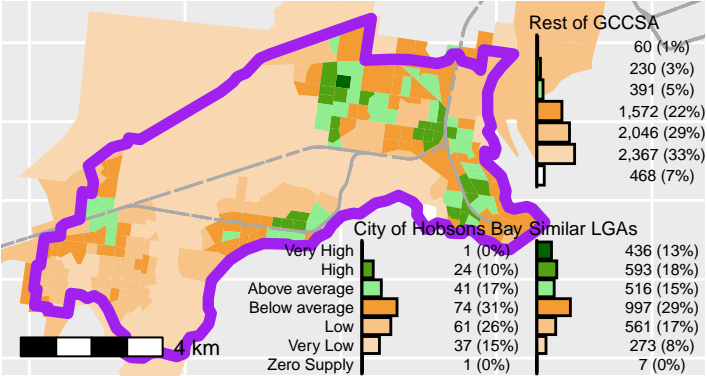 Rest of GCCSA
60 (1%)
230 (3%)
391 (5%)
1,572 (22%)
2,046 (29%)
2,367 (33%)
468 (7%)
City of Hobsons Bay Similar LGAs
Very High 1 (0%) 436 (13%)
High 24 (10%) 593 (18%)
Above average 41 (17%) 516 (15%)
Below average 74 (31%) 997 (29%)
Low 61 (26%) 561 (17%)
Very Low 37 (15%) 273 (8%)
Zero Supply 1 (0%) 7 (0%)
4 km